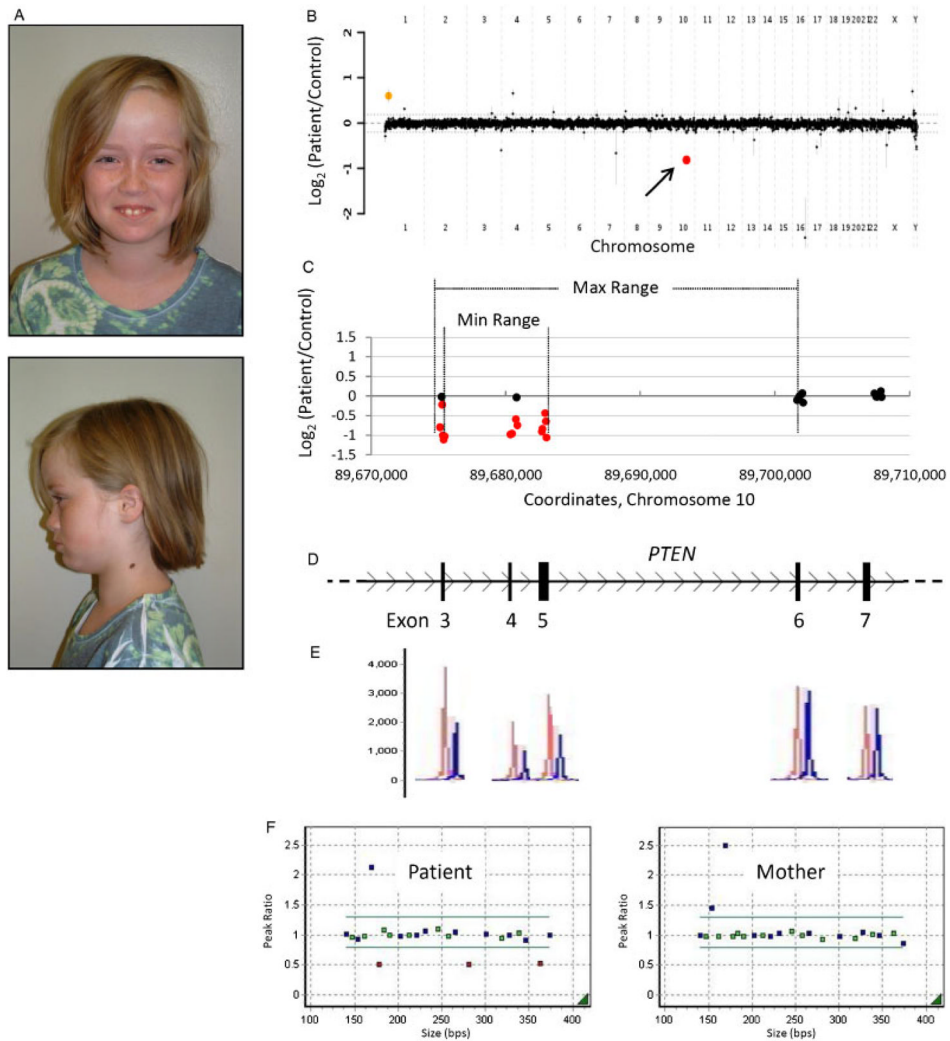 A
B
1 2 3 4 5 6 7 8 9 10 11 12 13 14 15 16 17 18 19 20 21 22 X Y
2
1
0
-1
-2
Log2 (Patient/Control)
1 2 3 4 5 6 7 8 9 10 11 12 13 14 15 16 17 18 19 20 21 22 X Y
Chromosome
C
Max Range
Min Range
Log2 (Patient/Control)
1.5
1
0.5
0
-0.5
-1
-1.5
89,670,000 89,680,000 89,690,000 89,700,000 89,710,000
Coordinates, Chromosome 10
D
PTEN
Exon 3 4 5 6 7
E
4,000
3,000
2,000
1,000
0
F
Patient
Peak Ratio
2.5
2
1.5
1
0.5
0
100 150 200 250 300 350 400
Size (bps)
Mother
Peak Ratio
2.5
2
1.5
1
0.5
0
100 150 200 250 300 350 400
Size (bps)